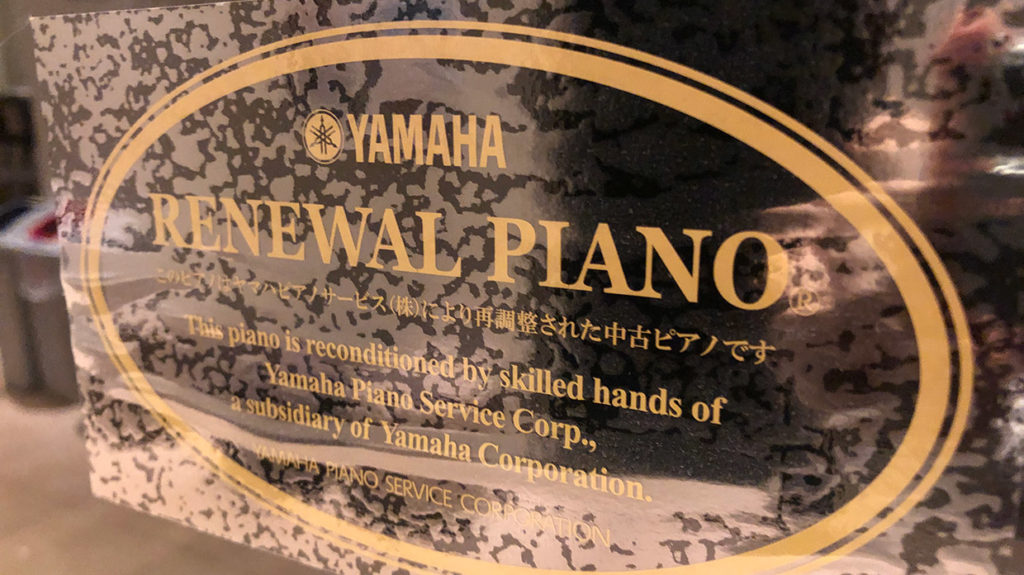 YAMAHA
RENEWAL PIANO®
このピアノはヤマハピアノサービス(株)により再調整された中古ピアノです
This piano is reconditioned by skilled hands of
Yamaha Piano Service Corp.,
a subsidiary of Yamaha Corporation.
YAMAHA PIANO SERVICE CORPORATION